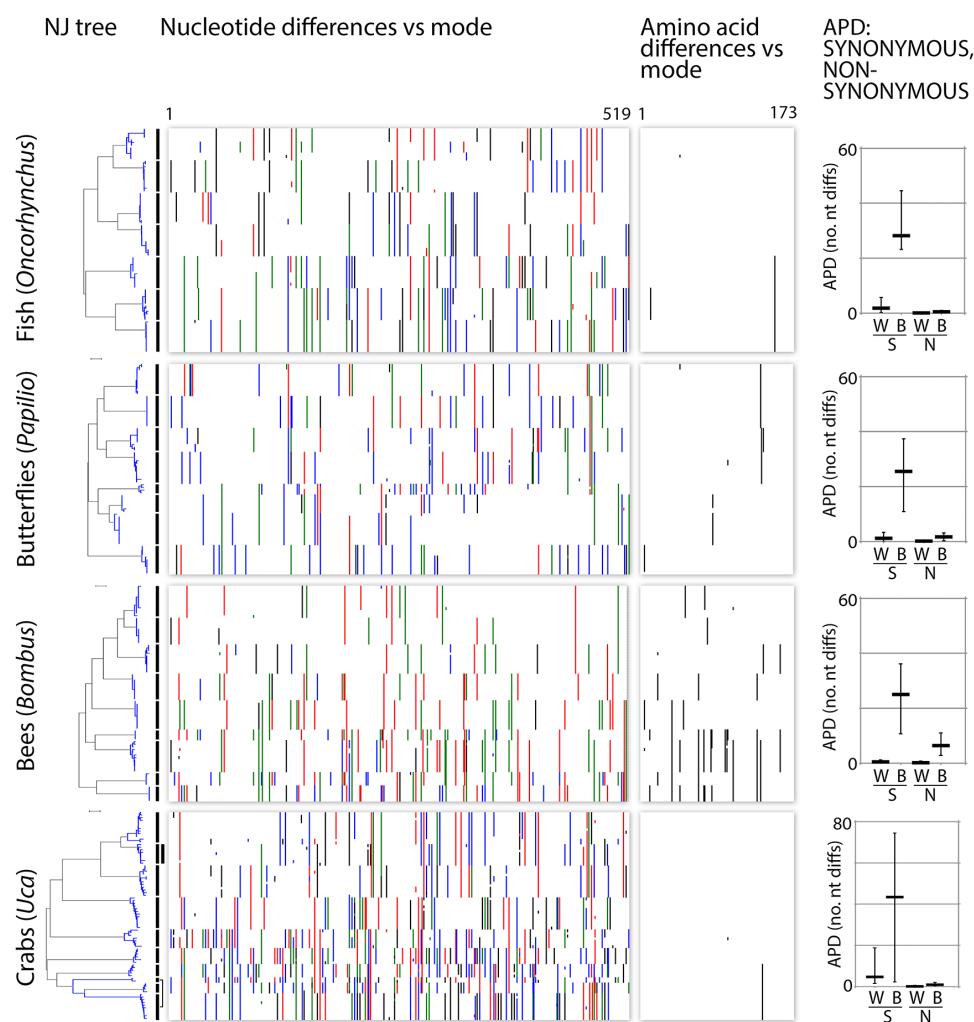 NJ tree
Nucleotide differences vs mode
Amino acid
differences vs
mode
APD:
SYNONYMOUS,
NON-
SYNONYMOUS
1
519
1
173
Fish (Oncorhynchus)
60
APD (no. nt diffs)
0
W B W B
S N
Butterflies (Papilio)
60
APD (no. nt diffs)
0
W B W B
S N
Bees (Bombus)
60
APD (no. nt diffs)
0
W B W B
S N
Crabs (Uca)
80
APD (no. nt diffs)
0
W B W B
S N